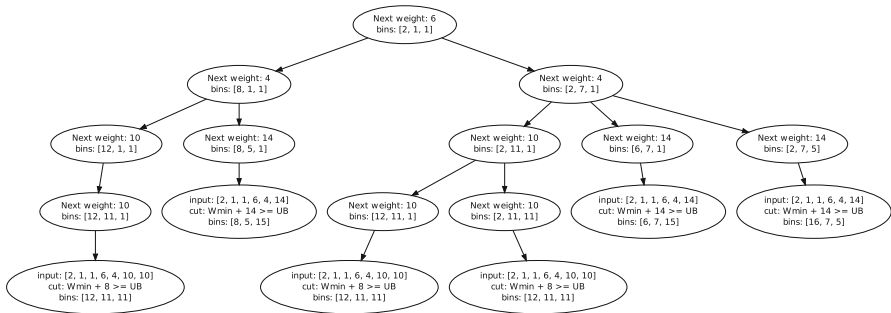 Next weight: 6
bins: [2, 1, 1]
Next weight: 4
bins: [8, 1, 1]
Next weight: 4
bins: [2, 7, 1]
Next weight: 10
bins: [12, 1, 1]
Next weight: 14
bins: [8, 5, 1]
Next weight: 10
bins: [2, 11, 1]
Next weight: 14
bins: [6, 7, 1]
Next weight: 14
bins: [2, 7, 5]
Next weight: 10
bins: [12, 11, 1]
input: [2, 1, 1, 6, 4, 14]
cut: Wmin + 14 >= UB
bins: [8, 5, 15]
Next weight: 10
bins: [12, 11, 1]
Next weight: 10
bins: [2, 11, 11]
input: [2, 1, 1, 6, 4, 14]
cut: Wmin + 14 >= UB
bins: [6, 7, 15]
input: [2, 1, 1, 6, 4, 14]
cut: Wmin + 14 >= UB
bins: [16, 7, 5]
input: [2, 1, 1, 6, 4, 10, 10]
cut: Wmin + 8 >= UB
bins: [12, 11, 11]
input: [2, 1, 1, 6, 4, 10, 10]
cut: Wmin + 8 >= UB
bins: [12, 11, 11]
input: [2, 1, 1, 6, 4, 10, 10]
cut: Wmin + 8 >= UB
bins: [12, 11, 11]